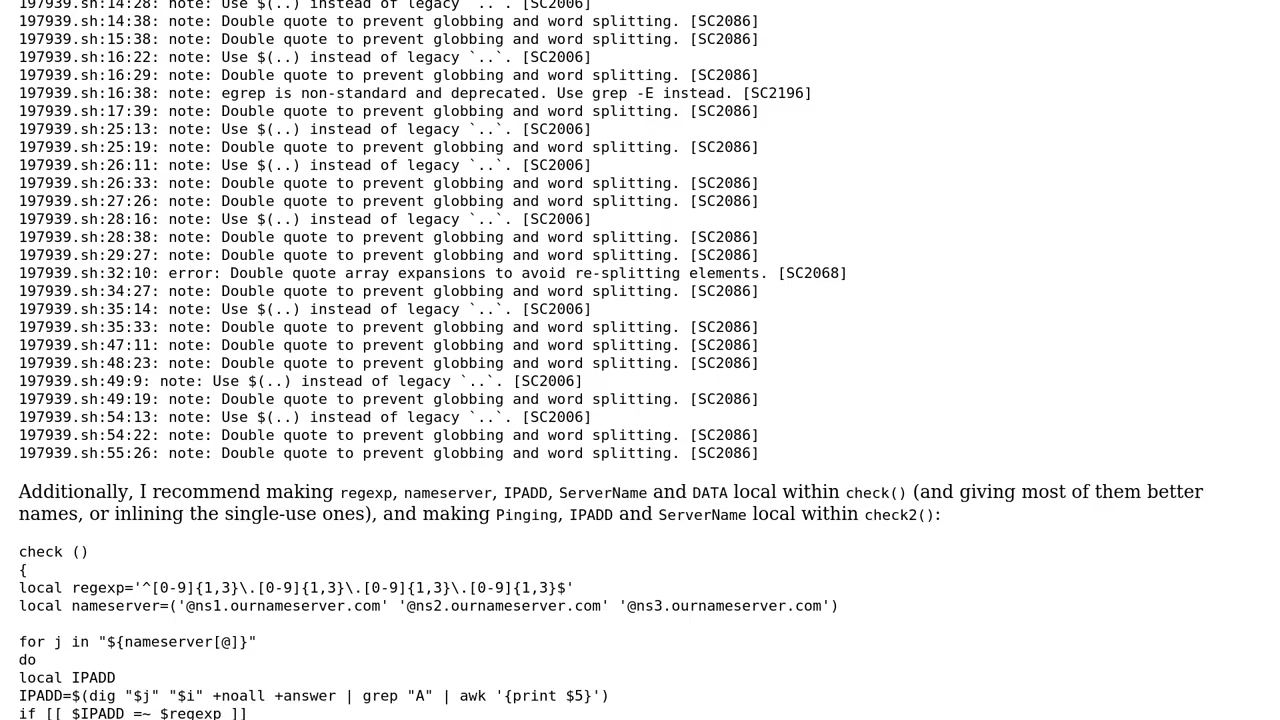 197939.sh:14:28: note: Use $(..) instead of legacy `..`. [SC2006]
197939.sh:14:38: note: Double quote to prevent globbing and word splitting. [SC2086]
197939.sh:15:38: note: Double quote to prevent globbing and word splitting. [SC2086]
197939.sh:16:22: note: Use $(..) instead of legacy `..`. [SC2006]
197939.sh:16:29: note: Double quote to prevent globbing and word splitting. [SC2086]
197939.sh:16:38: note: egrep is non-standard and deprecated. Use grep -E instead. [SC2196]
197939.sh:17:39: note: Double quote to prevent globbing and word splitting. [SC2086]
197939.sh:25:13: note: Use $(..) instead of legacy `..`. [SC2006]
197939.sh:25:19: note: Double quote to prevent globbing and word splitting. [SC2086]
197939.sh:26:11: note: Use $(..) instead of legacy `..`. [SC2006]
197939.sh:26:33: note: Double quote to prevent globbing and word splitting. [SC2086]
197939.sh:27:26: note: Double quote to prevent globbing and word splitting. [SC2086]
197939.sh:28:16: note: Use $(..) instead of legacy `..`. [SC2006]
197939.sh:28:38: note: Double quote to prevent globbing and word splitting. [SC2086]
197939.sh:29:27: note: Double quote to prevent globbing and word splitting. [SC2086]
197939.sh:32:10: error: Double quote array expansions to avoid re-splitting elements. [SC2068]
197939.sh:34:27: note: Double quote to prevent globbing and word splitting. [SC2086]
197939.sh:35:14: note: Use $(..) instead of legacy `..`. [SC2006]
197939.sh:35:33: note: Double quote to prevent globbing and word splitting. [SC2086]
197939.sh:47:11: note: Double quote to prevent globbing and word splitting. [SC2086]
197939.sh:48:23: note: Double quote to prevent globbing and word splitting. [SC2086]
197939.sh:49:9: note: Use $(..) instead of legacy `..`. [SC2006]
197939.sh:49:19: note: Double quote to prevent globbing and word splitting. [SC2086]
197939.sh:54:13: note: Use $(..) instead of legacy `..`. [SC2006]
197939.sh:54:22: note: Double quote to prevent globbing and word splitting. [SC2086]
197939.sh:55:26: note: Double quote to prevent globbing and word splitting. [SC2086]
Additionally, I recommend making regexp, nameserver, IPADD, ServerName and DATA local within check() (and giving most of them better
names, or inlining the single-use ones), and making Pinging, IPADD and ServerName local within check2():
check ()
{
local regexp='^[0-9]{1,3}\.[0-9]{1,3}\.[0-9]{1,3}\.[0-9]{1,3}$'
local nameserver=('@ns1.ournameserver.com' '@ns2.ournameserver.com' '@ns3.ournameserver.com')
for j in "${nameserver[@]}"
do
local IPADD
IPADD=$(dig "$j" "$i" +noall +answer | grep "A" | awk '{print $5}')
if [[ $IPADD =~ $regexp ]]